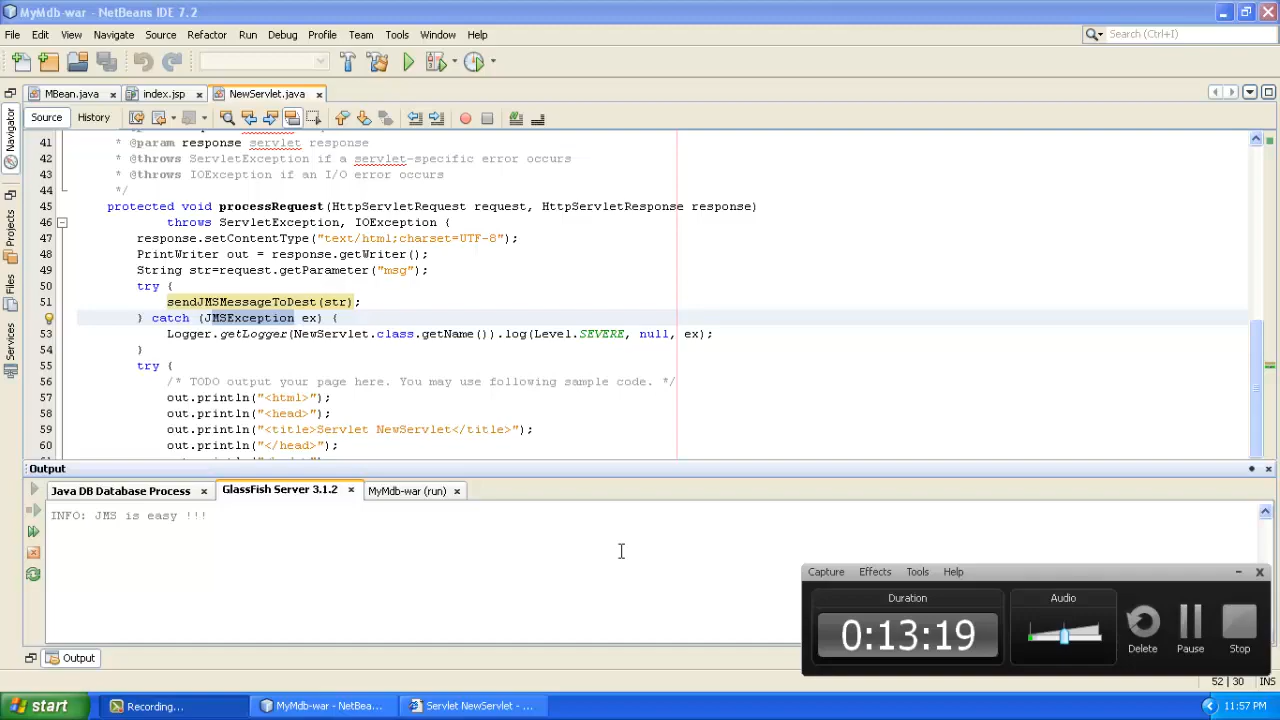 MyMdb-war - NetBeans IDE 7.2
File Edit View Navigate Source Refactor Run Debug Profile Team Tools Window Help
Search (Ctrl+I)
MBean.java index.jsp NewServlet.java
Source History
Navigator
Projects
Files
Services
41 * @param response servlet response
42 * @throws ServletException if a servlet-specific error occurs
43 * @throws IOException if an I/O error occurs
44 */
45 protected void processRequest(HttpServletRequest request, HttpServletResponse response)
46 throws ServletException, IOException {
47 response.setContentType("text/html;charset=UTF-8");
48 PrintWriter out = response.getWriter();
49 String str=request.getParameter("msg");
50 try {
51 sendJMSMessageToDest(str);
} catch (JMSException ex) {
53 Logger.getLogger(NewServlet.class.getName()).log(Level.SEVERE, null, ex);
54 }
55 try {
56 /* TODO output your page here. You may use following sample code. */
57 out.println("<html>");
58 out.println("<head>");
59 out.println("<title>Servlet NewServlet</title>");
60 out.println("</head>");
Output
Java DB Database Process GlassFish Server 3.1.2 MyMdb-war (run)
INFO: JMS is easy !!!
Capture Effects Tools Help
Duration Audio
0:13:19
Delete Pause Stop
Output
52 | 30 INS
start Recording... MyMdb-war - NetBe... Servlet NewServlet - ... 11:57 PM